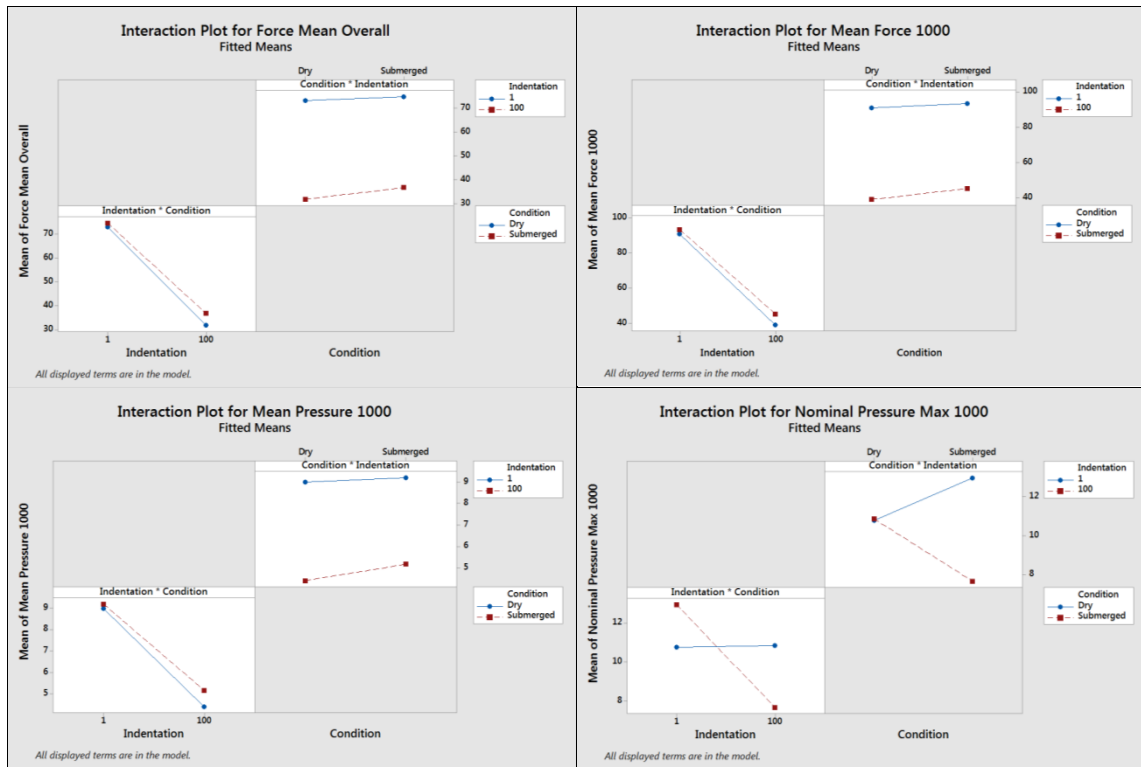 Interaction Plot for Force Mean Overall
Fitted Means
Dry Submerged
Condition * Indentation
Indentation
1
100
70
60
50
40
30
Mean of Force Mean Overall
Indentation * Condition
Condition
Dry
Submerged
70
60
50
40
30
1 100
Indentation Condition
All displayed terms are in the model.
Interaction Plot for Mean Force 1000
Fitted Means
Dry Submerged
Condition * Indentation
Indentation
1
100
100
80
60
40
Mean of Mean Force 1000
Indentation * Condition
Condition
Dry
Submerged
100
80
60
40
1 100
Indentation Condition
All displayed terms are in the model.
Interaction Plot for Mean Pressure 1000
Fitted Means
Dry Submerged
Condition * Indentation
Indentation
1
100
9
8
7
6
5
Mean of Mean Pressure 1000
Indentation * Condition
Condition
Dry
Submerged
9
8
7
6
5
1 100
Indentation Condition
All displayed terms are in the model.
Interaction Plot for Nominal Pressure Max 1000
Fitted Means
Dry Submerged
Condition * Indentation
Indentation
1
100
12
10
8
Mean of Nominal Pressure Max 1000
Indentation * Condition
Condition
Dry
Submerged
12
10
8
1 100
Indentation Condition
All displayed terms are in the model.